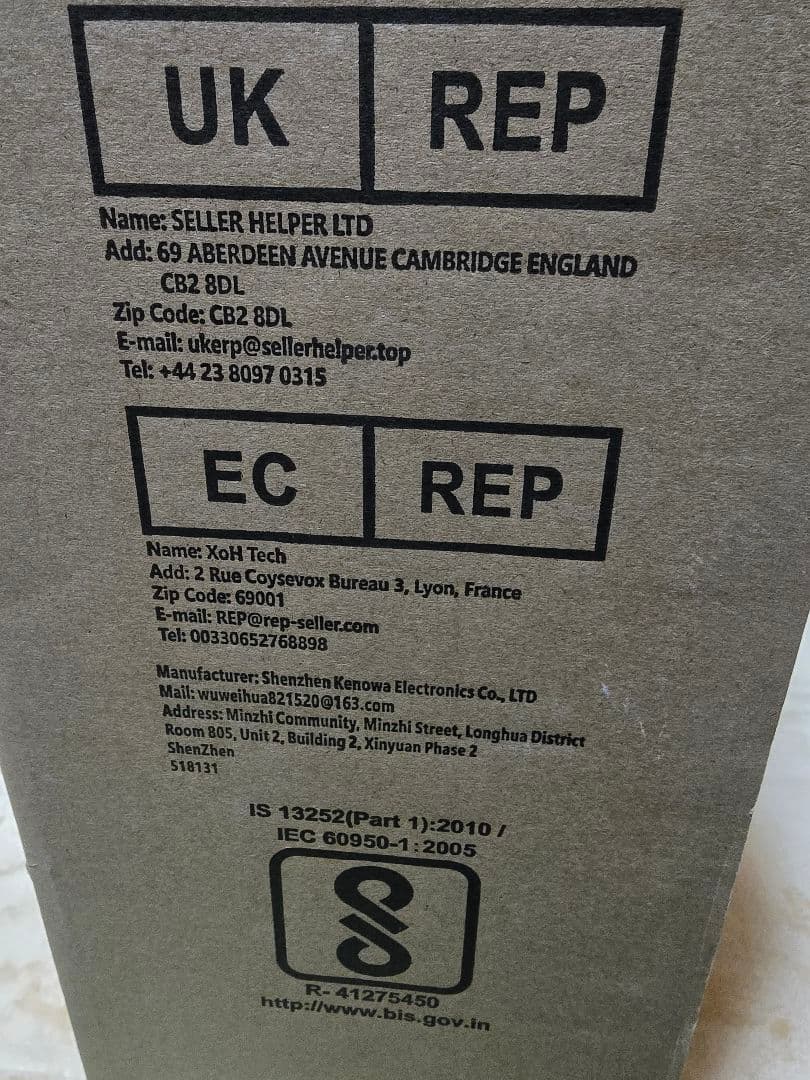 UK REP
Name: SELLER HELPER LTD
Add: 69 ABERDEEN AVENUE CAMBRIDGE ENGLAND
CB2 8DL
Zip Code: CB2 8DL
E-mail: ukerp@sellerhelper.top
Tel: +44 23 8097 0315
EC REP
Name: XoH Tech
Add: 2 Rue Coysevox Bureau 3, Lyon, France
Zip Code: 69001
E-mail: REP@rep-seller.com
Tel: 00330652768898
Manufacturer: Shenzhen Kenowa Electronics Co., LTD
Mail: wuweihua821520@163.com
Address: Minzhi Community, Minzhi Street, Longhua District
Room 805, Unit 2, Building 2, Xinyuan Phase 2
ShenZhen
518131
IS 13252(Part 1):2010 /
IEC 60950-1:2005
R- 41275450
http://www.bis.gov.in